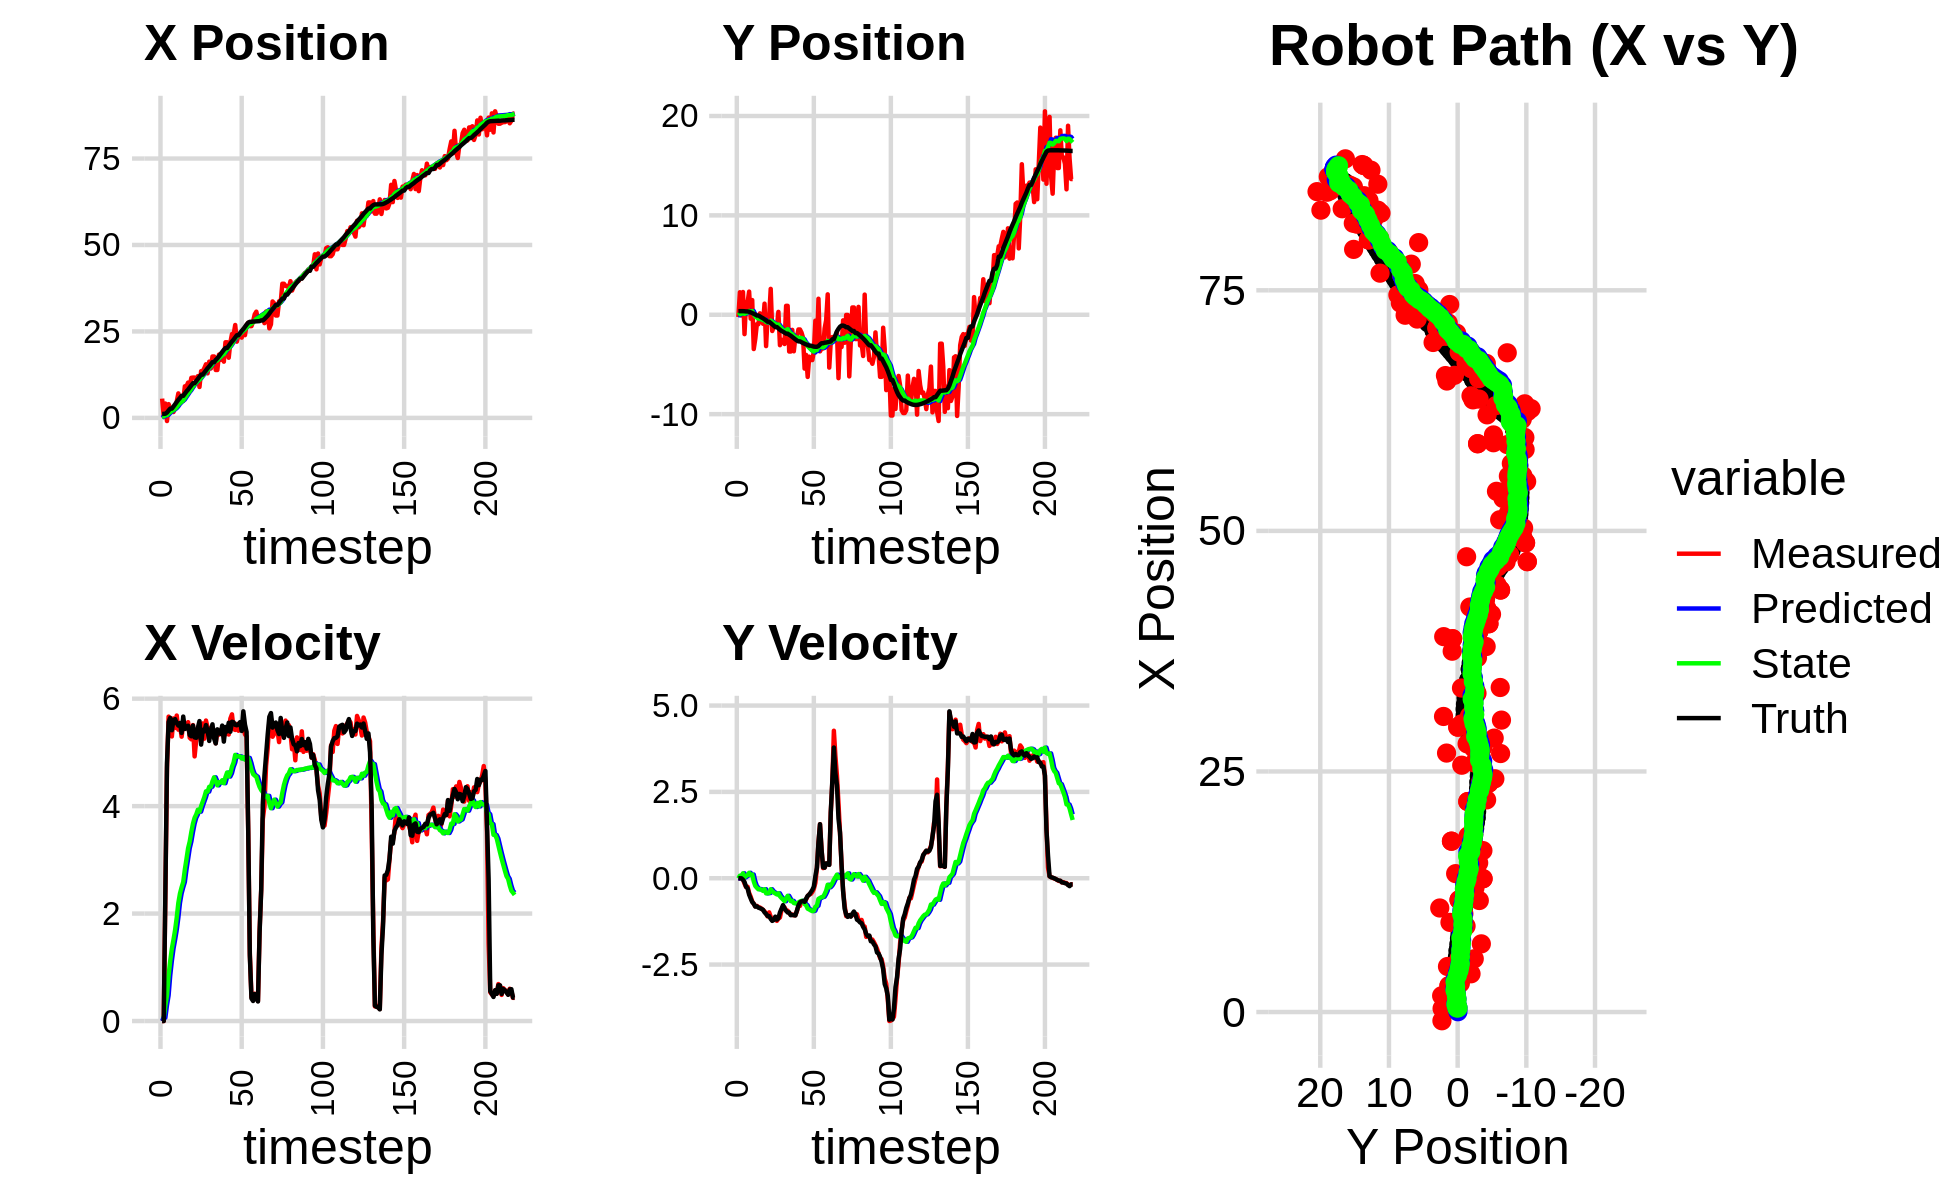 X Position
75
50
25
0
0
50
100
150
200
timestep
Y Position
20
10
0
-10
0
50
100
150
200
timestep
X Velocity
6
4
2
0
0
50
100
150
200
timestep
Y Velocity
5.0
2.5
0.0
-2.5
0
50
100
150
200
timestep
Robot Path (X vs Y)
X Position
75
50
25
0
20 10 0 -10 -20
Y Position
variable
Measured
Predicted
State
Truth